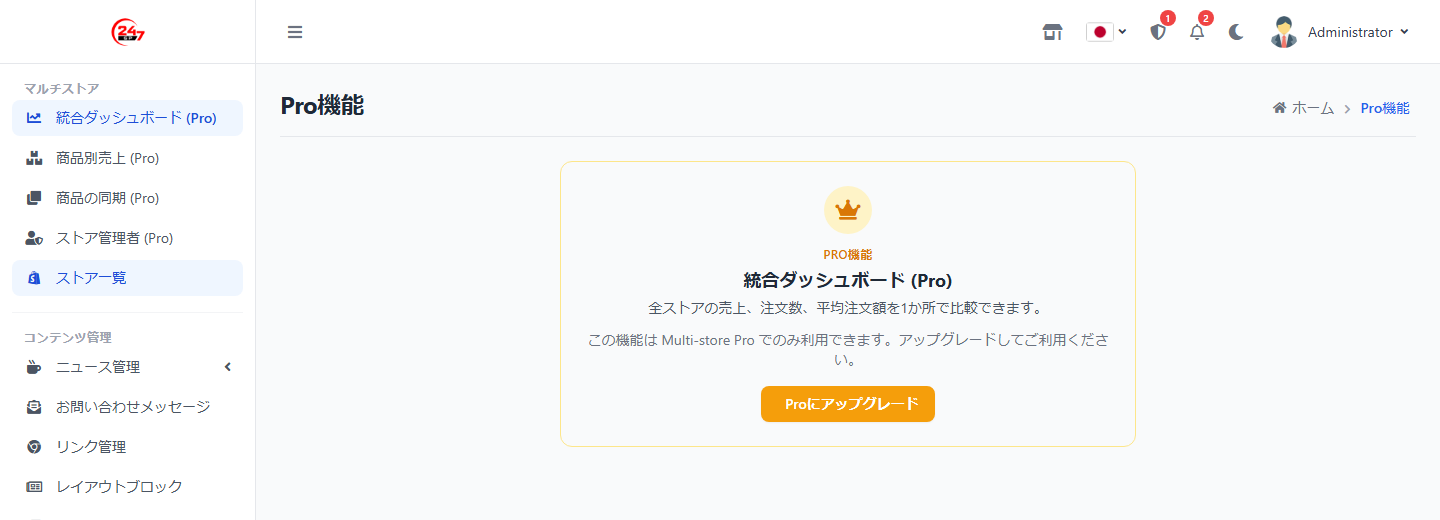 247
1
2
Administrator
マルチストア
統合ダッシュボード (Pro)
商品別売上 (Pro)
商品の同期 (Pro)
ストア管理者 (Pro)
ストア一覧
コンテンツ管理
ニュース管理
お問い合わせメッセージ
リンク管理
レイアウトブロック
Pro機能
ホーム
Pro機能
PRO機能
統合ダッシュボード (Pro)
全ストアの売上、注文数、平均注文額を1か所で比較できます。
この機能は Multi-store Pro でのみ利用できます。アップグレードしてご利用くださ
い。
Proにアップグレード